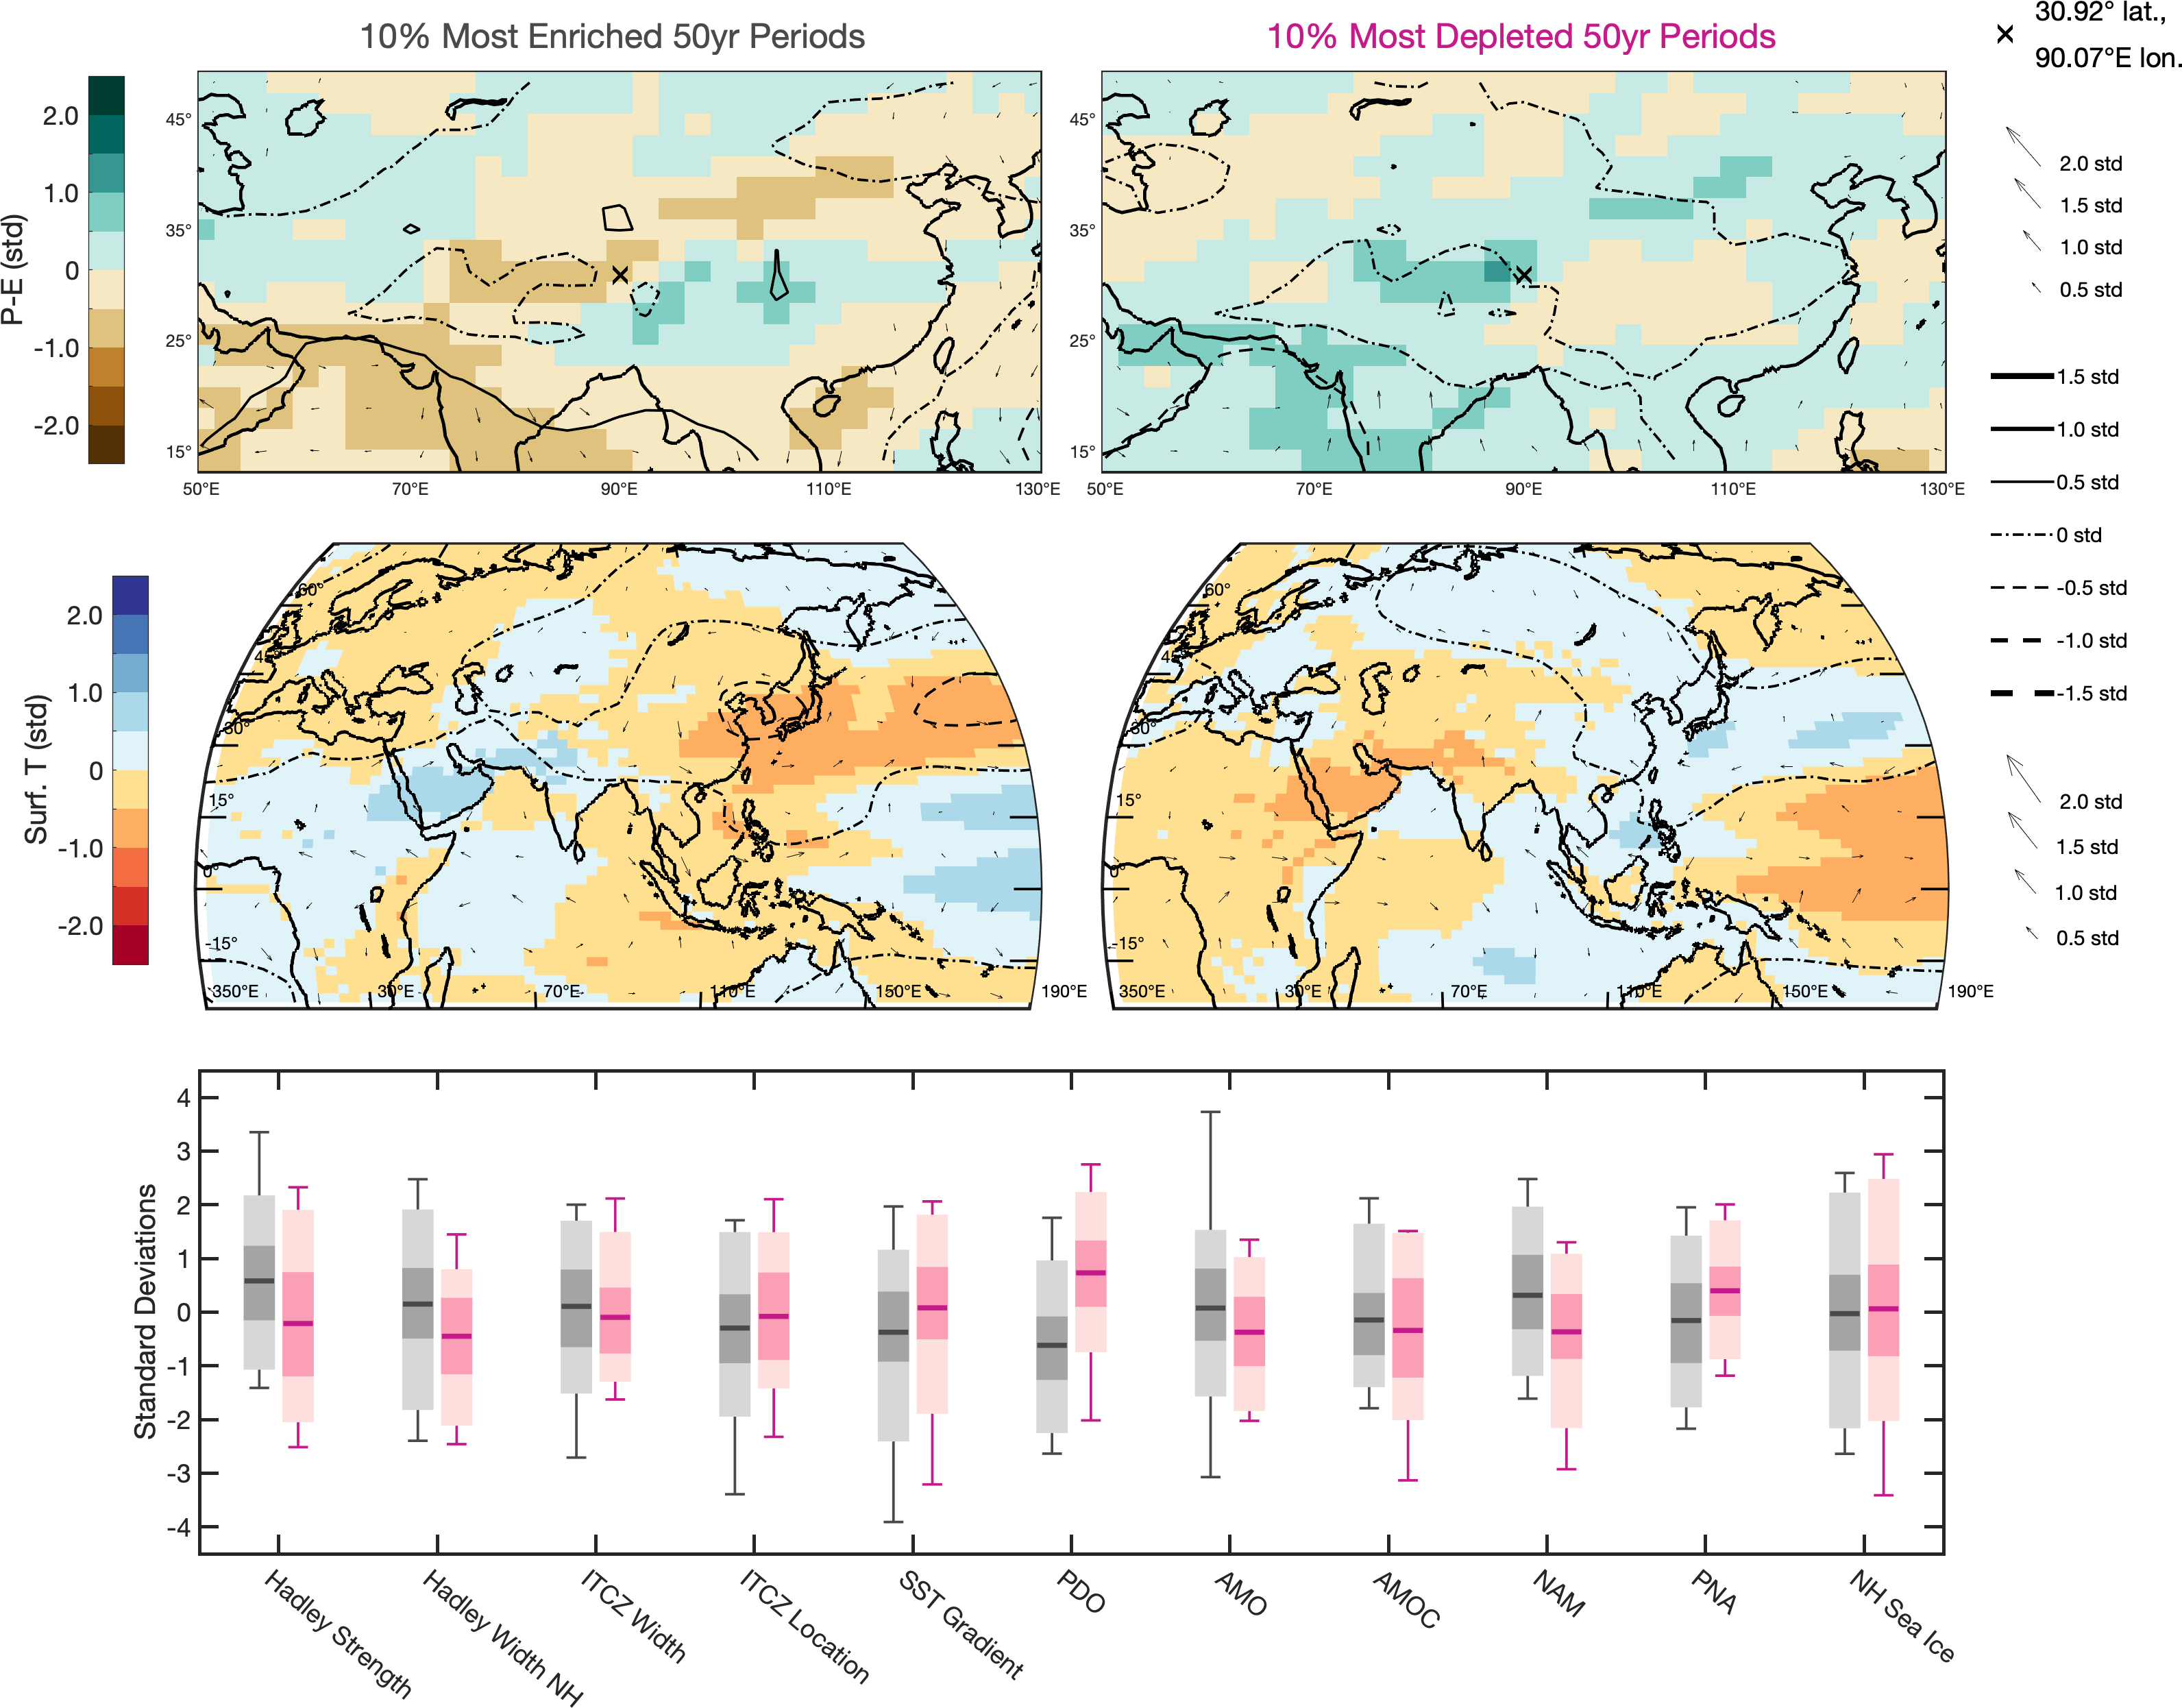 10% Most Enriched 50yr Periods
10% Most Depleted 50yr Periods
30.92° lat.,
90.07°E lon.
P-E (std)
2.0
1.0
0
-1.0
-2.0
45°
35°
25°
15°
50°E
70°E
90°E
110°E
130°E
45°
35°
25°
15°
50°E
70°E
90°E
110°E
130°E
2.0 std
1.5 std
1.0 std
0.5 std
1.5 std
1.0 std
0.5 std
0 std
-0.5 std
-1.0 std
-1.5 std
Surf. T (std)
2.0
1.0
0
-1.0
-2.0
60°
45°
30°
15°
0°
-15°
350°E
30°E
70°E
110°E
150°E
190°E
60°
45°
30°
15°
0°
-15°
350°E
30°E
70°E
110°E
150°E
190°E
2.0 std
1.5 std
1.0 std
0.5 std
Standard Deviations
4
3
2
1
0
-1
-2
-3
-4
Hadley Strength
Hadley Width NH
ITCZ Width
ITCZ Location
SST Gradient
PDO
AMO
AMOC
NAM
PNA
NH Sea Ice